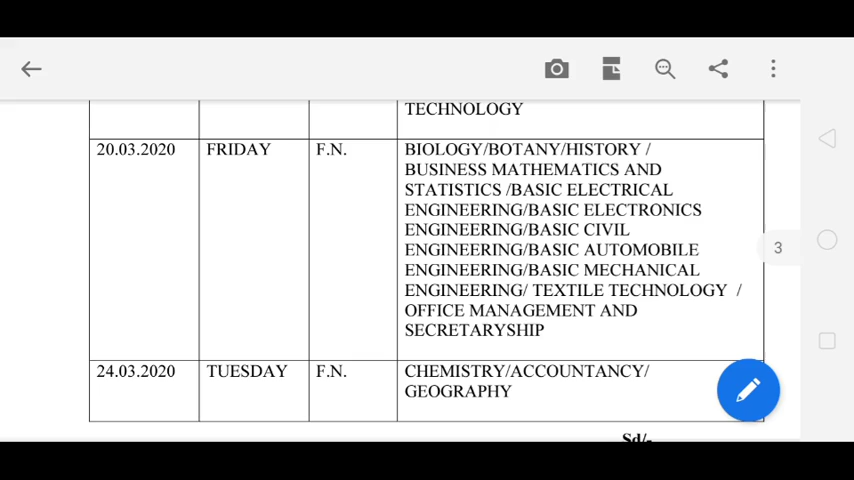 TECHNOLOGY
20.03.2020 FRIDAY F.N. BIOLOGY/BOTANY/HISTORY /
BUSINESS MATHEMATICS AND
STATISTICS /BASIC ELECTRICAL
ENGINEERING/BASIC ELECTRONICS
ENGINEERING/BASIC CIVIL
ENGINEERING/BASIC AUTOMOBILE
ENGINEERING/BASIC MECHANICAL
ENGINEERING/ TEXTILE TECHNOLOGY /
OFFICE MANAGEMENT AND
SECRETARYSHIP
3
24.03.2020 TUESDAY F.N. CHEMISTRY/ACCOUNTANCY/
GEOGRAPHY
Sd/-